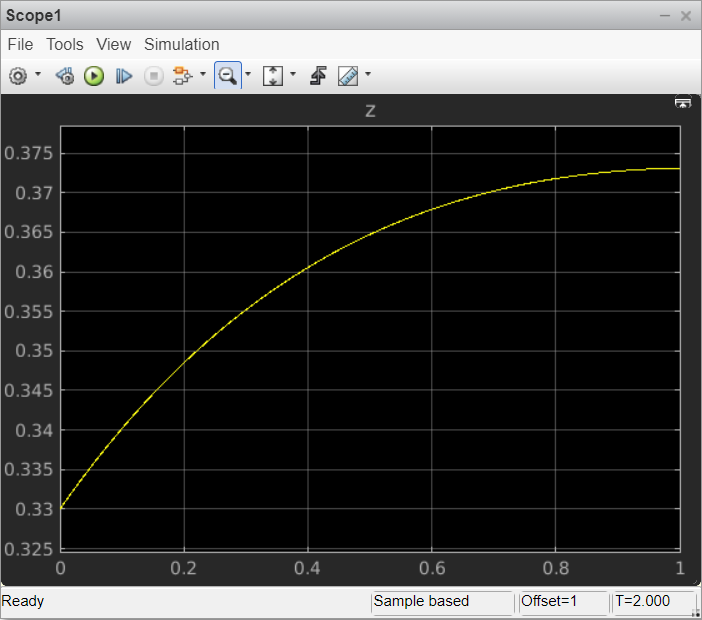 Scope1
File Tools View Simulation
z
0.375
0.37
0.365
0.36
0.355
0.35
0.345
0.34
0.335
0.33
0.325
0 0.2 0.4 0.6 0.8 1
Ready Sample based Offset=1 T=2.000